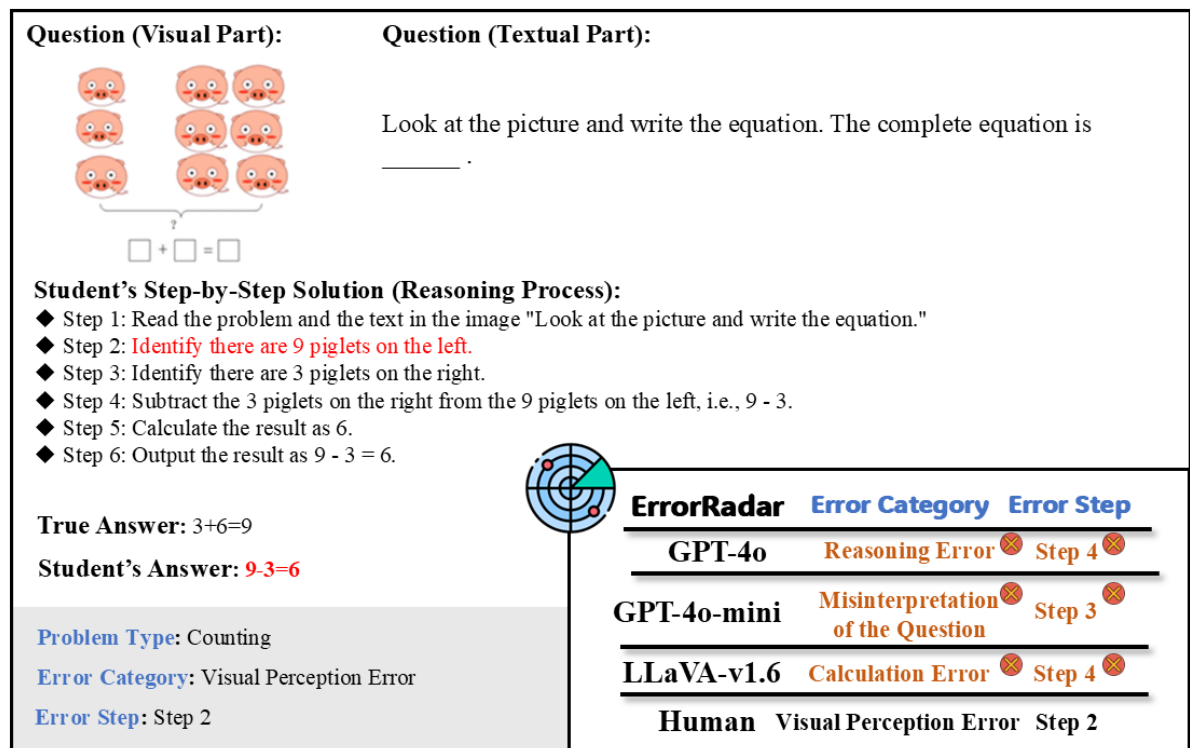 Question (Visual Part):
Question (Textual Part):
Look at the picture and write the equation. The complete equation is
______ .
?
□ + □ = □
Student's Step-by-Step Solution (Reasoning Process):
◆ Step 1: Read the problem and the text in the image "Look at the picture and write the equation."
◆ Step 2: Identify there are 9 piglets on the left.
◆ Step 3: Identify there are 3 piglets on the right.
◆ Step 4: Subtract the 3 piglets on the right from the 9 piglets on the left, i.e., 9 - 3.
◆ Step 5: Calculate the result as 6.
◆ Step 6: Output the result as 9 - 3 = 6.
True Answer: 3+6=9
Student's Answer: 9-3=6
Problem Type: Counting
Error Category: Visual Perception Error
Error Step: Step 2
ErrorRadar Error Category Error Step
GPT-4o Reasoning Error Step 4
GPT-4o-mini Misinterpretation of the Question Step 3
LLaVA-v1.6 Calculation Error Step 4
Human Visual Perception Error Step 2